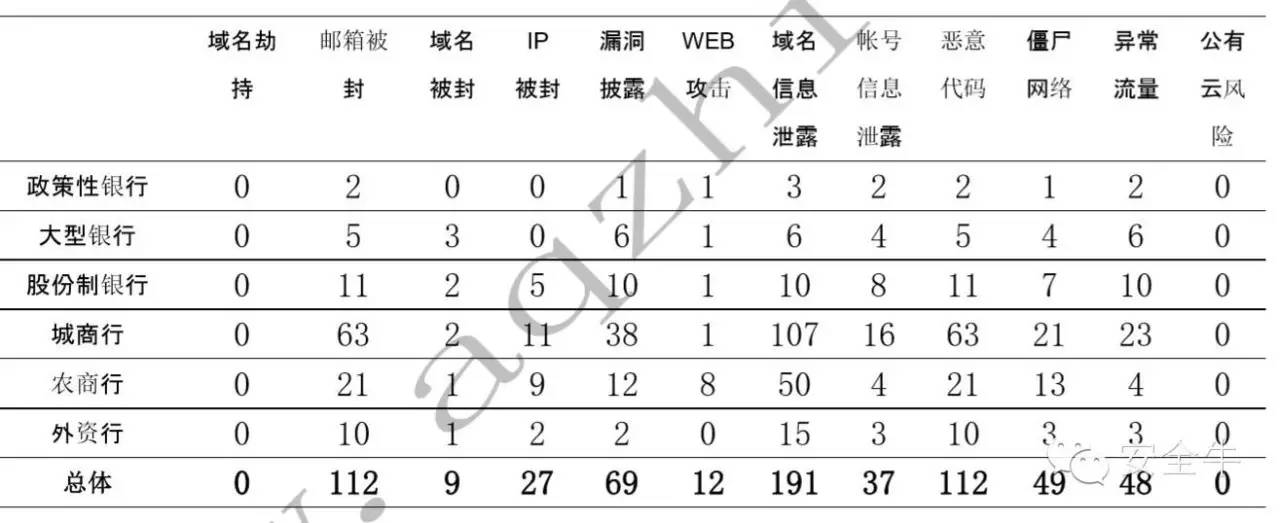 域名劫 邮箱被 域名 IP 漏洞 WEB 域名 帐号 恶意 僵尸 异常 公有
持 封 被封 被封 披露 攻击 信息 信息 代码 网络 流量 云风
泄露 泄露 险
政策性银行 0 2 0 0 1 1 3 2 2 1 2 0
大型银行 0 5 3 0 6 1 6 4 5 4 6 0
股份制银行 0 11 2 5 10 1 10 8 11 7 10 0
城商行 0 63 2 11 38 1 107 16 63 21 23 0
农商行 0 21 1 9 12 8 50 4 21 13 4 0
外资行 0 10 1 2 2 0 15 3 10 3 3 0
总体 0 112 9 27 69 12 191 37 112 49 48 0
安全牛
w.aqzhi